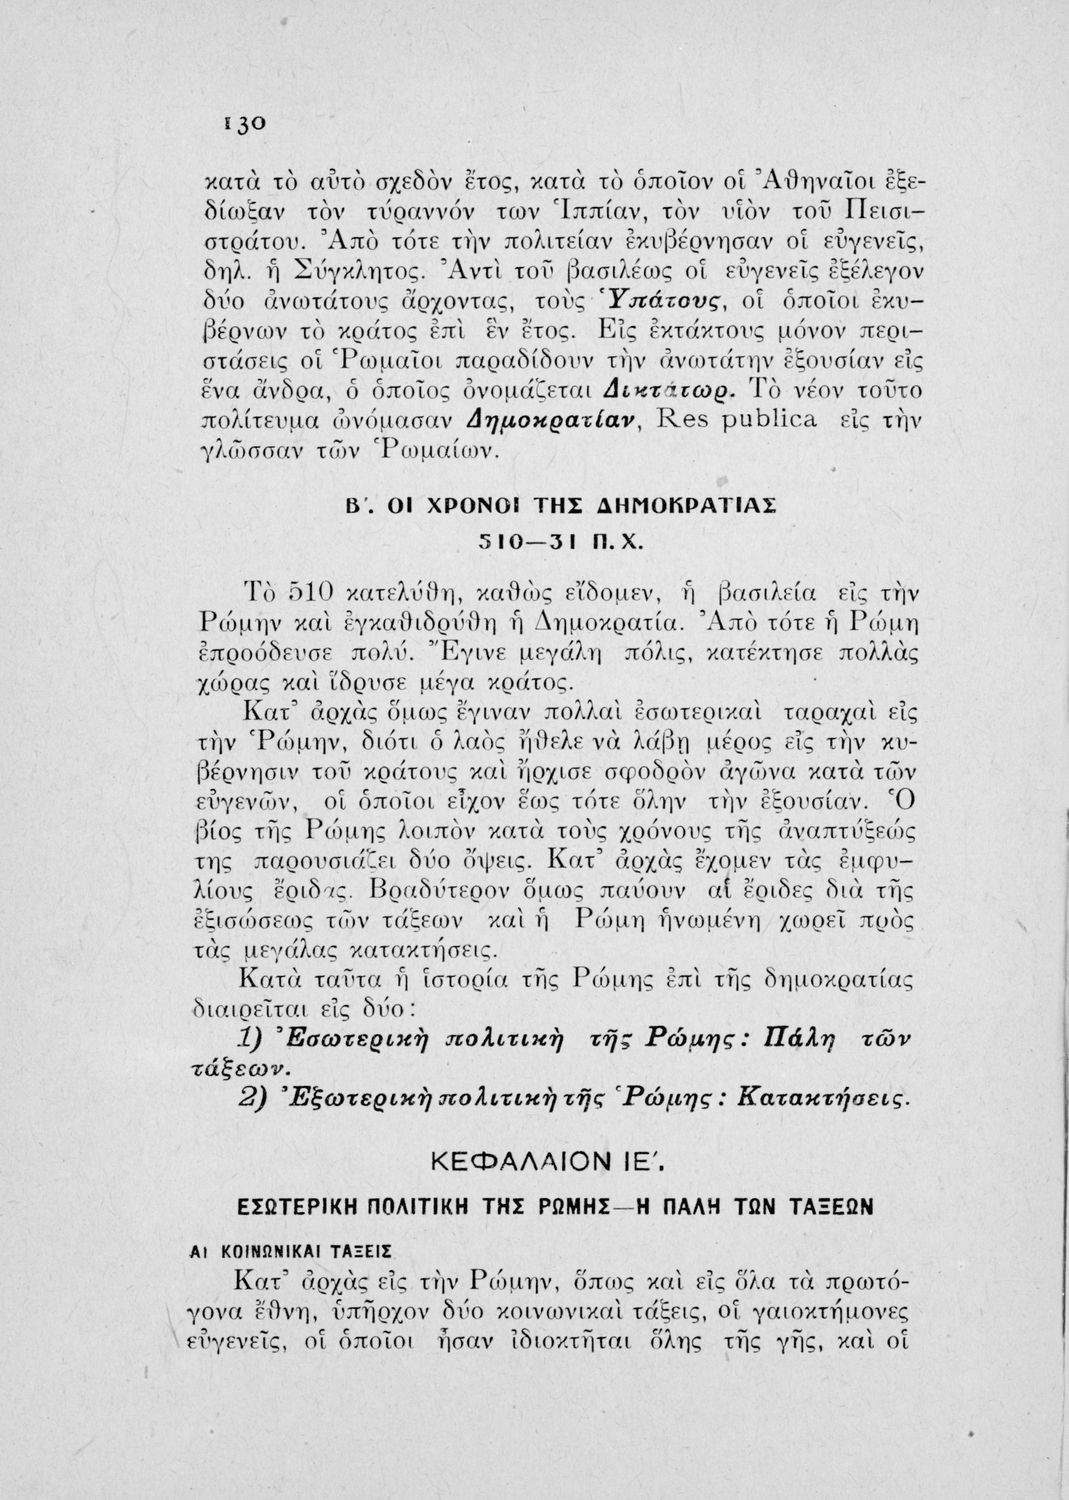 130
κατὰ τὸ αὐτὸ σχεδὸν ἔτος, κατὰ τὸ ὁποῖον οἱ Ἀθηναῖοι ἐξε-
δίωξαν τὸν τύραννόν των Ἱππίαν, τὸν υἱὸν τοῦ Πεισι-
στράτου. Ἀπὸ τότε τὴν πολιτείαν ἐκυβέρνησαν οἱ εὐγενεῖς,
δηλ. ἡ Σύγκλητος. Ἀντὶ τοῦ βασιλέως οἱ εὐγενεῖς ἐξέλεγον
δύο ἀνωτάτους ἄρχοντας, τοὺς Ὑπάτους, οἱ ὁποῖοι ἐκυ-
βέρνων τὸ κράτος ἐπὶ ἓν ἔτος. Εἰς ἐκτάκτους μόνον περι-
στάσεις οἱ Ῥωμαῖοι παραδίδουν τὴν ἀνωτάτην ἐξουσίαν εἰς
ἕνα ἄνδρα, ὁ ὁποῖος ὀνομάζεται Δικτάτωρ. Τὸ νέον τοῦτο
πολίτευμα ὠνόμασαν Δημοκρατίαν, Res publica εἰς τὴν
γλῶσσαν τῶν Ῥωμαίων.
Β΄. ΟΙ ΧΡΟΝΟΙ ΤΗΣ ΔΗΜΟΚΡΑΤΙΑΣ
510—31 Π.Χ.
Τὸ 510 κατελύθη, καθὼς εἴδομεν, ἡ βασιλεία εἰς τὴν
Ρώμην καὶ ἐγκαθιδρύθη ἡ Δημοκρατία. Ἀπὸ τότε ἡ Ρώμη
ἐπροόδευσε πολύ. Ἔγινε μεγάλη πόλις, κατέκτησε πολλὰς
χώρας καὶ ἵδρυσε μέγα κράτος.
Κατ’ ἀρχὰς ὅμως ἔγιναν πολλαὶ ἐσωτερικαὶ ταραχαὶ εἰς
τὴν Ῥώμην, διότι ὁ λαὸς ἤθελε νὰ λάβῃ μέρος εἰς τὴν κυ-
βέρνησιν τοῦ κράτους καὶ ἤρχισε σφοδρὸν ἀγῶνα κατὰ τῶν
εὐγενῶν, οἱ ὁποῖοι εἶχον ἕως τότε ὅλην τὴν ἐξουσίαν. Ὁ
βίος τῆς Ρώμης λοιπὸν κατὰ τοὺς χρόνους τῆς ἀναπτύξεώς
της παρουσιάζει δύο ὄψεις. Κατ’ ἀρχὰς ἔχομεν τὰς ἐμφυ-
λίους ἔριδας. Βραδύτερον ὅμως παύουν αἱ ἔριδες διὰ τῆς
ἐξισώσεως τῶν τάξεων καὶ ἡ Ρώμη ἡνωμένη χωρεῖ πρὸς
τὰς μεγάλας κατακτήσεις.
Κατὰ ταῦτα ἡ ἱστορία τῆς Ρώμης ἐπὶ τῆς δημοκρατίας
διαιρεῖται εἰς δύο:
1) Ἐσωτερικὴ πολιτικὴ τῆς Ρώμης: Πάλη τῶν
τάξεων.
2) Ἐξωτερικὴ πολιτικὴ τῆς Ῥώμης: Κατακτήσεις.
ΚΕΦΑΛΑΙΟΝ ΙΕ΄.
ΕΣΩΤΕΡΙΚΗ ΠΟΛΙΤΙΚΗ ΤΗΣ ΡΩΜΗΣ—Η ΠΑΛΗ ΤΩΝ ΤΑΞΕΩΝ
ΑΙ ΚΟΙΝΩΝΙΚΑΙ ΤΑΞΕΙΣ
Κατ’ ἀρχὰς εἰς τὴν Ρώμην, ὅπως καὶ εἰς ὅλα τὰ πρωτό-
γονα ἔθνη, ὑπῆρχον δύο κοινωνικαὶ τάξεις, οἱ γαιοκτήμονες
εὐγενεῖς, οἱ ὁποῖοι ἦσαν ἰδιοκτῆται ὅλης τῆς γῆς, καὶ οἱ